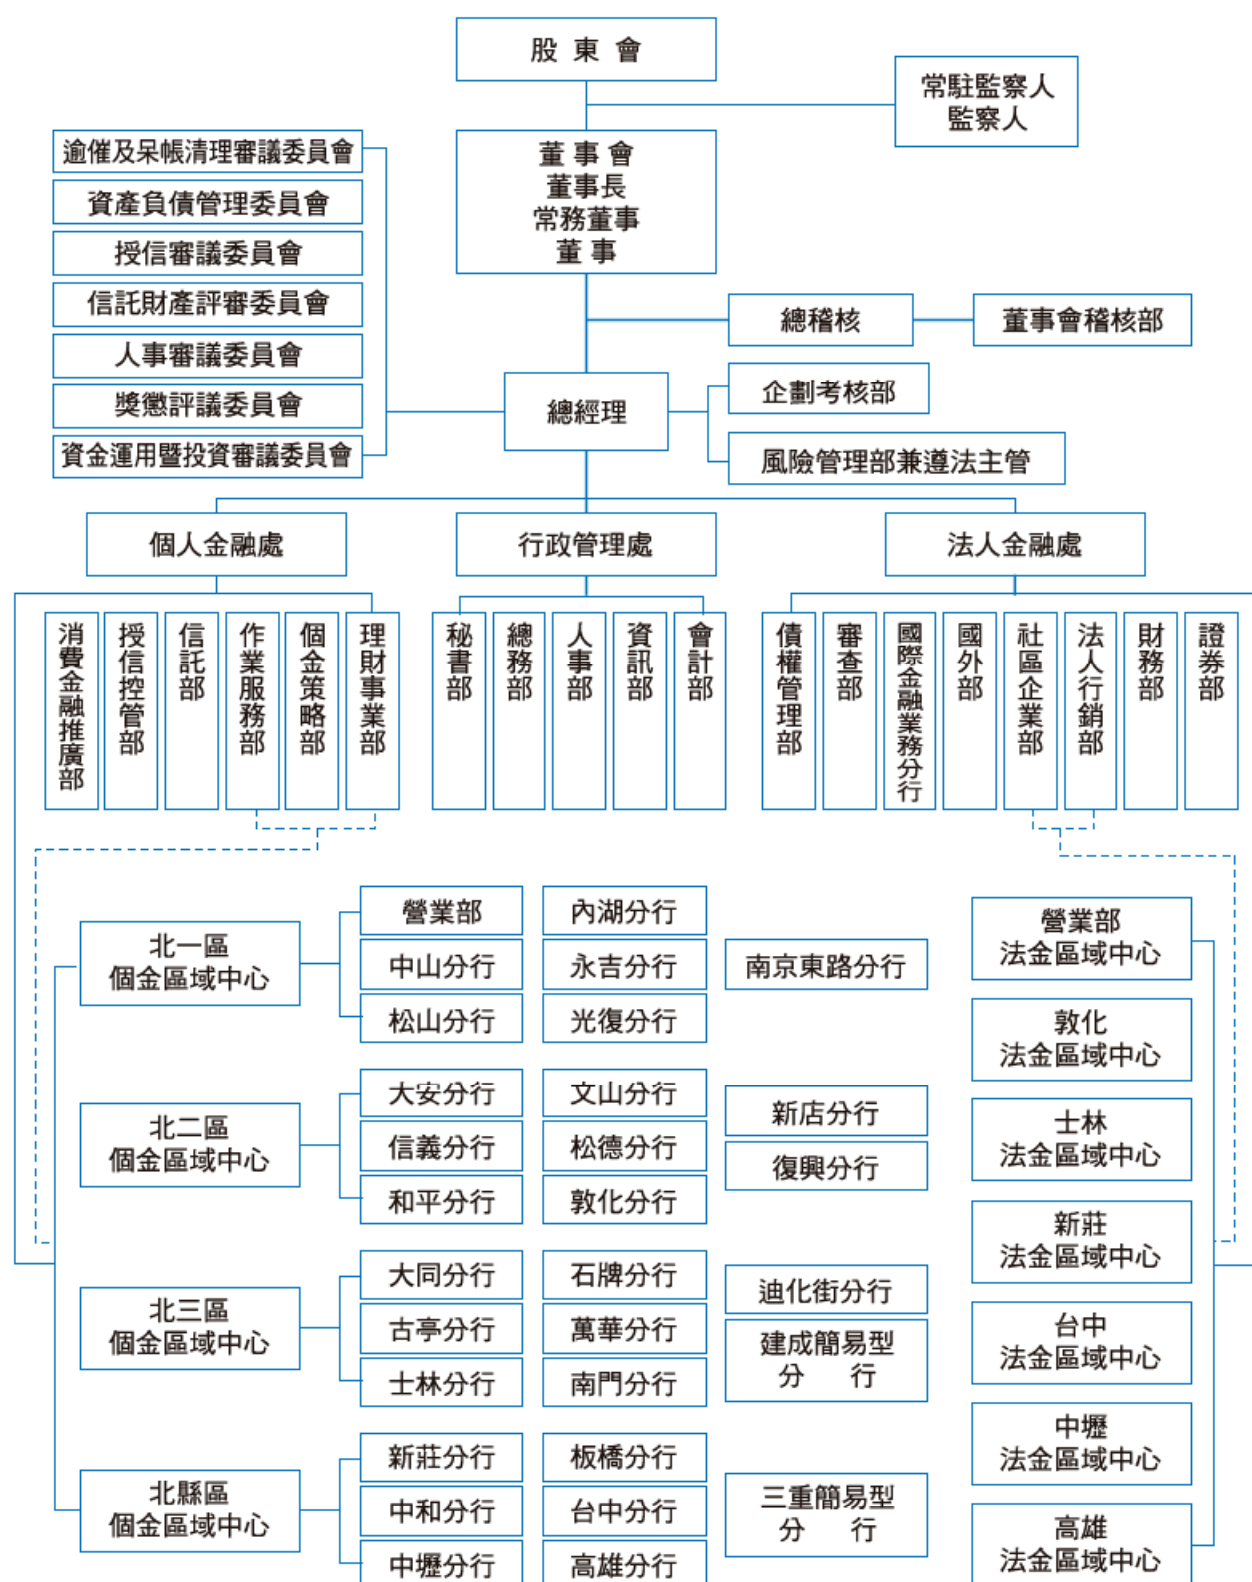 股 東 會
常駐監察人
監察人
董 事 會
董事長
常務董事
董 事
逾催及呆帳清理審議委員會
資產負債管理委員會
授信審議委員會
信託財產評審委員會
人事審議委員會
獎懲評議委員會
資金運用暨投資審議委員會
總稽核
董事會稽核部
總經理
企劃考核部
風險管理部兼遵法主管
個人金融處
行政管理處
法人金融處
消費金融推廣部
授信控管部
信託部
作業服務部
個金策略部
理財事業部
秘書部
總務部
人事部
資訊部
會計部
債權管理部
審查部
國際金融業務分行
國外部
社區企業部
法人行銷部
財務部
證券部
北一區
個金區域中心
營業部
中山分行
松山分行
內湖分行
永吉分行
光復分行
南京東路分行
北二區
個金區域中心
大安分行
信義分行
和平分行
文山分行
松德分行
敦化分行
新店分行
復興分行
北三區
個金區域中心
大同分行
古亭分行
士林分行
石牌分行
萬華分行
南門分行
迪化街分行
建成簡易型
分 行
北縣區
個金區域中心
新莊分行
中和分行
中壢分行
板橋分行
台中分行
高雄分行
三重簡易型
分 行
營業部
法金區域中心
敦化
法金區域中心
士林
法金區域中心
新莊
法金區域中心
台中
法金區域中心
中壢
法金區域中心
高雄
法金區域中心